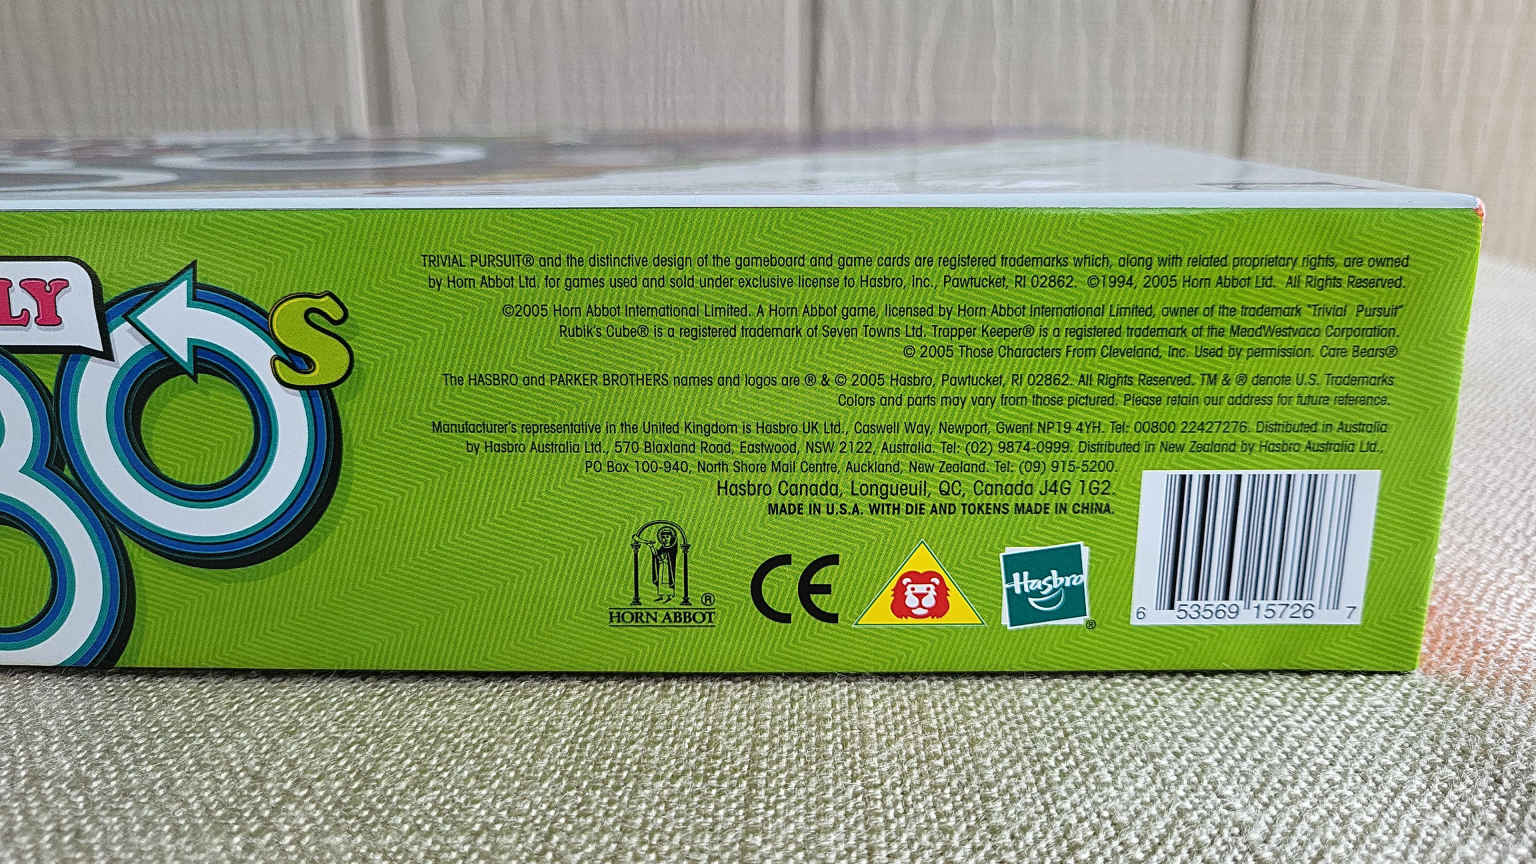 LY
80s
TRIVIAL PURSUIT® and the distinctive design of the gameboard and game cards are registered trademarks which, along with related proprietary rights, are owned
by Horn Abbot Ltd. for games used and sold under exclusive license to Hasbro, Inc., Pawtucket, RI 02862. ©1994, 2005 Horn Abbot Ltd. All Rights Reserved.
©2005 Horn Abbot International Limited. A Horn Abbot game, licensed by Horn Abbot International Limited, owner of the trademark "Trivial Pursuit"
Rubik's Cube® is a registered trademark of Seven Towns Ltd. Trapper Keeper® is a registered trademark of the MeadWestvaco Corporation.
© 2005 Those Characters From Cleveland, Inc. Used by permission. Care Bears®
The HASBRO and PARKER BROTHERS names and logos are ® & © 2005 Hasbro, Pawtucket, RI 02862. All Rights Reserved. TM & ® denote U.S. Trademarks
Colors and parts may vary from those pictured. Please retain our address for future reference.
Manufacturer's representative in the United Kingdom is Hasbro UK Ltd., Caswell Way, Newport, Gwent NP19 4YH. Tel: 00800 22427276. Distributed in Australia
by Hasbro Australia Ltd., 570 Blaxland Road, Eastwood, NSW 2122, Australia. Tel: (02) 9874-0999. Distributed in New Zealand by Hasbro Australia Ltd.,
PO Box 100-940, North Shore Mail Centre, Auckland, New Zealand. Tel: (09) 915-5200.
Hasbro Canada, Longueuil, QC, Canada J4G 1G2.
MADE IN U.S.A. WITH DIE AND TOKENS MADE IN CHINA.
HORN ABBOT ®
CE
Hasbro ®
6 53569 15726 7